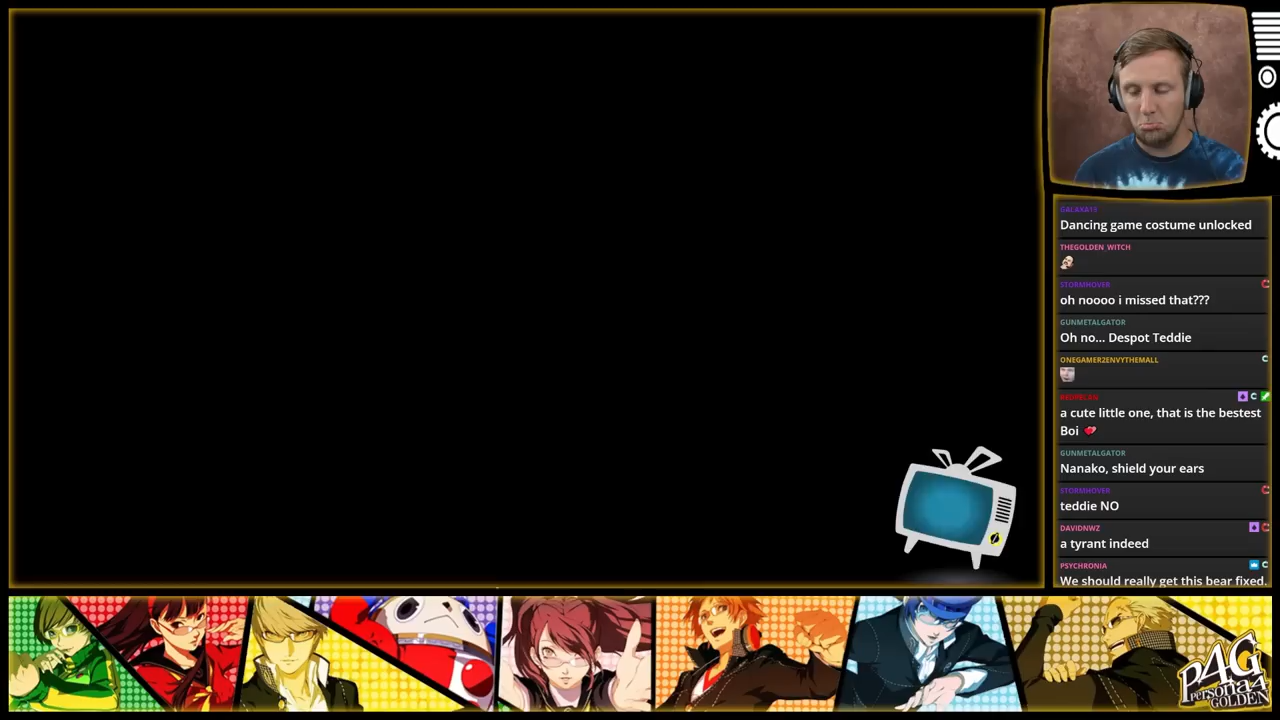 GALAXA13
Dancing game costume unlocked
THEGOLDEN_WITCH
STORMHOVER
oh noooo i missed that???
GUNMETALGATOR
Oh no... Despot Teddie
ONEGAMER2ENVYTHEMALL
a cute little one, that is the bestest
Boi
GUNMETALGATOR
Nanako, shield your ears
STORMHOVER
teddie NO
DAVIDNWZ
a tyrant indeed
PSYCHRONIA
We should really get this bear fixed.
P4G
Persona4
GOLDEN